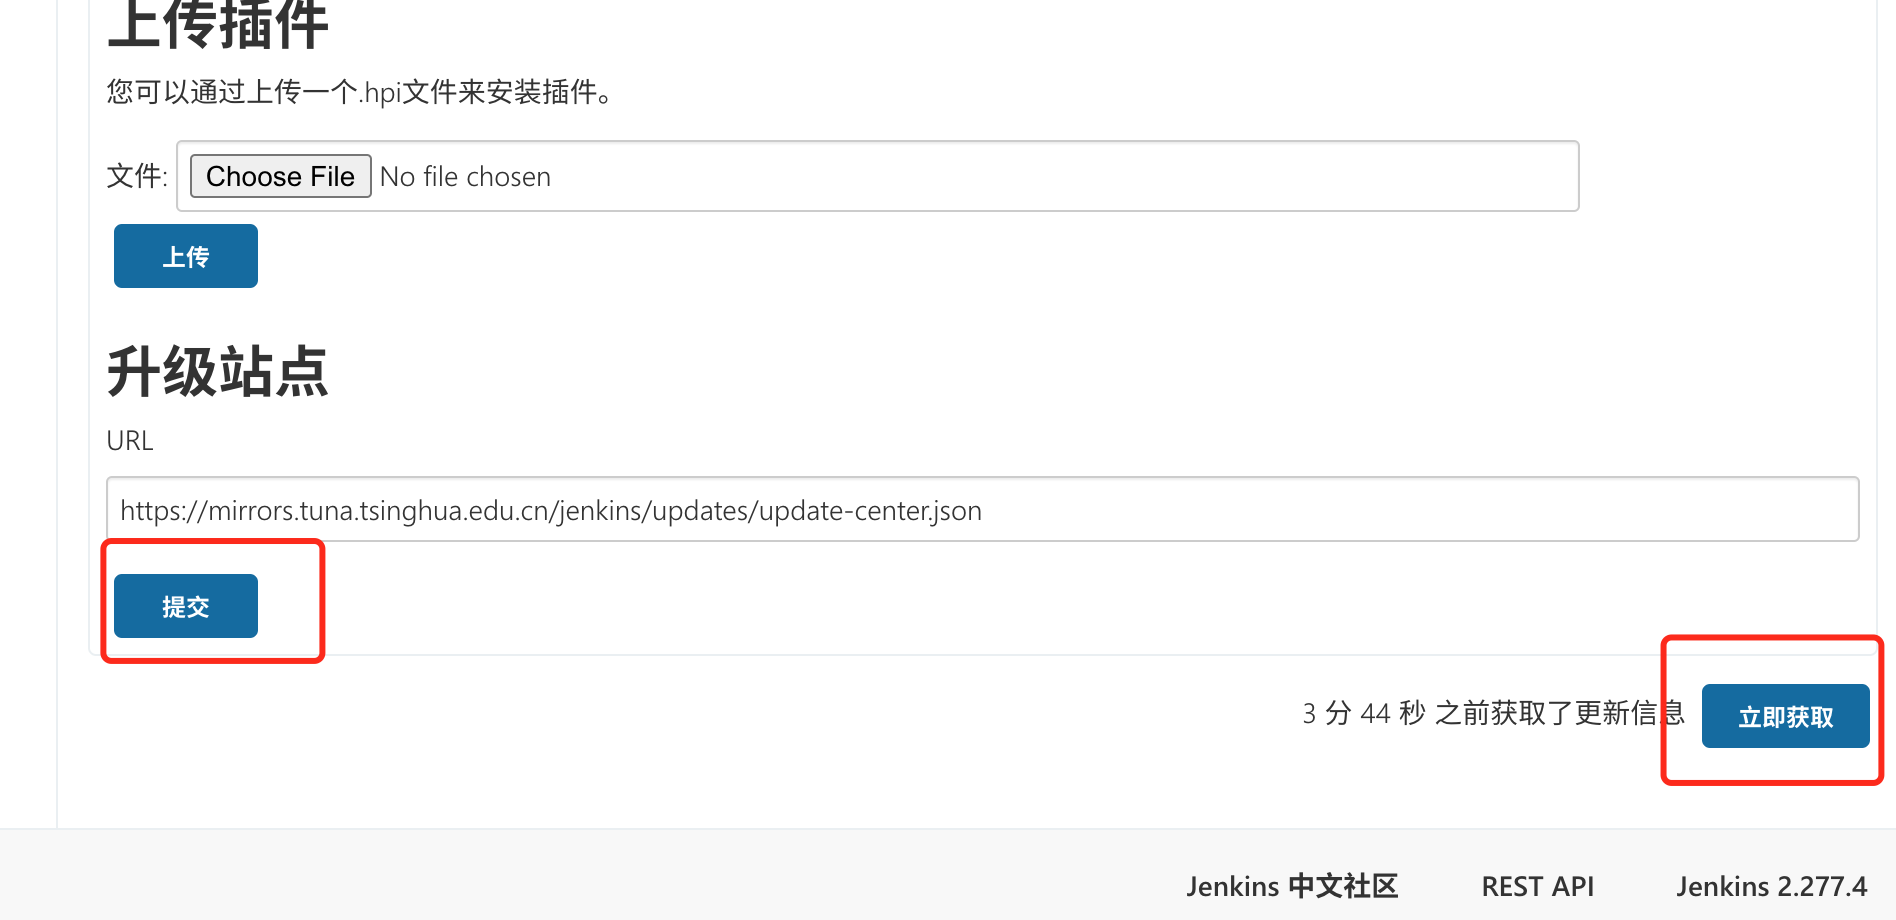 上传插件
您可以通过上传一个.hpi文件来安装插件。
文件: Choose File No file chosen
上传
升级站点
URL
https://mirrors.tuna.tsinghua.edu.cn/jenkins/updates/update-center.json
提交
3 分 44 秒 之前获取了更新信息 立即获取
Jenkins 中文社区 REST API Jenkins 2.277.4